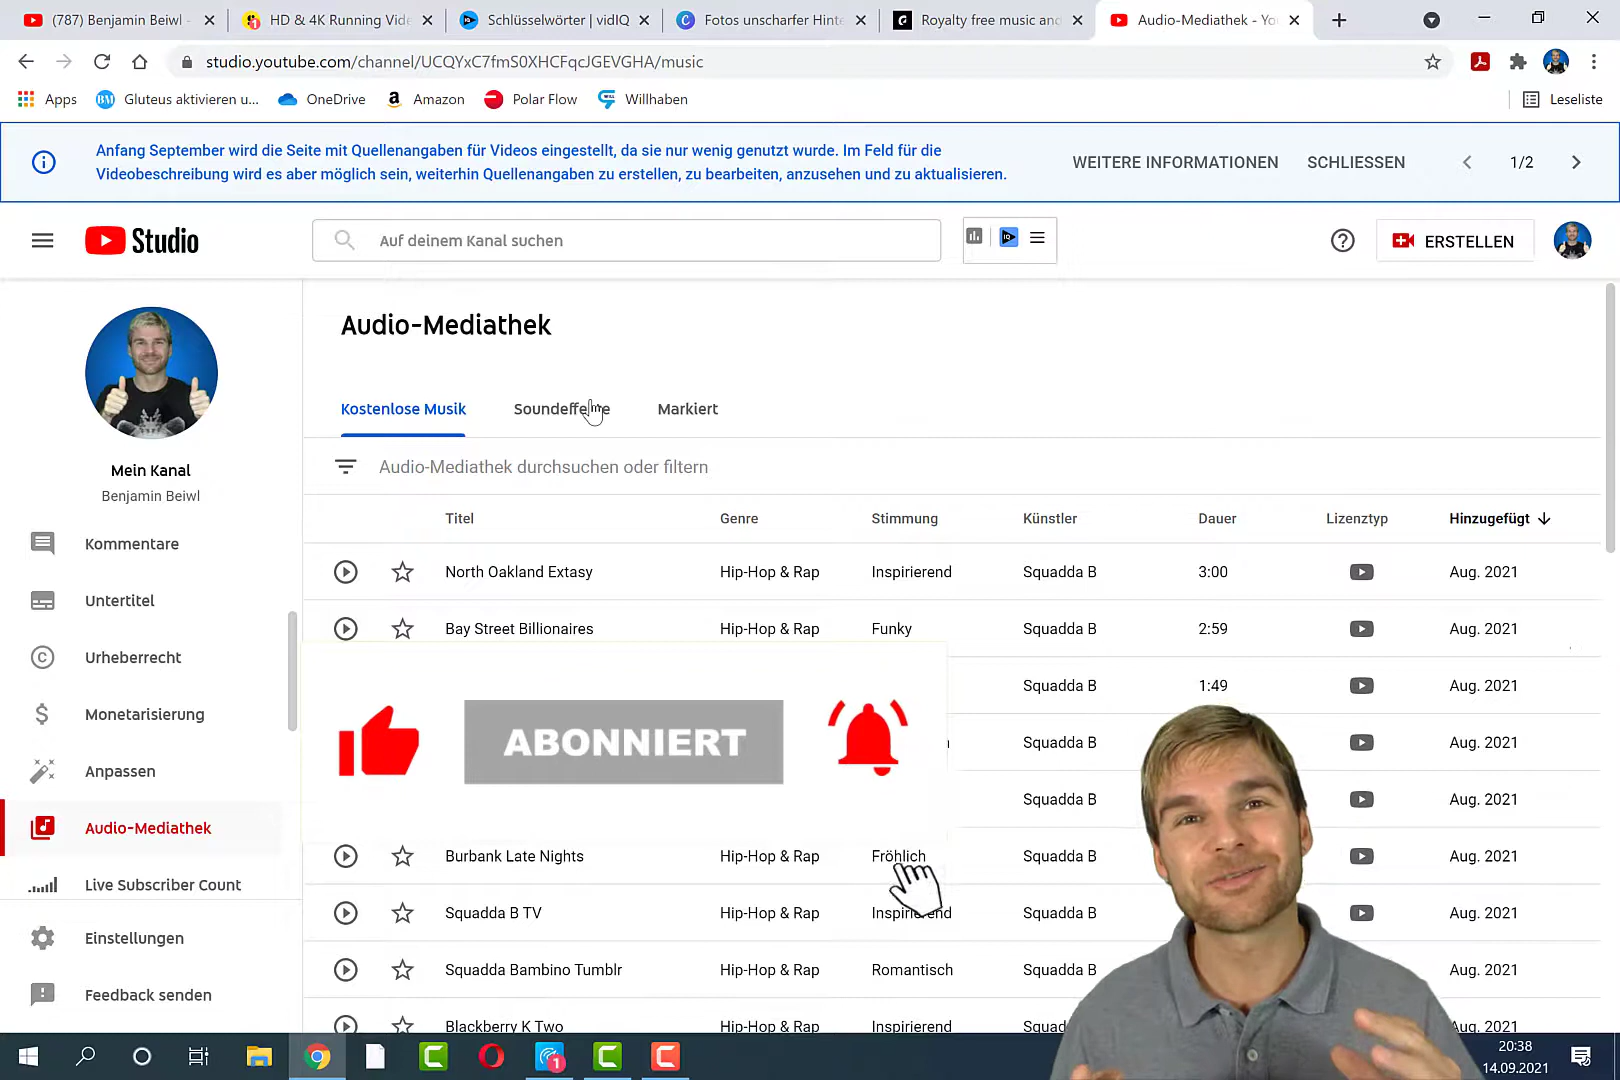 (787) Benjamin Beiwl -
HD & 4K Running Vide
Schlüsselwörter | vidIQ
Fotos unscharfer Hinte
Royalty free music and
Audio-Mediathek - Yo
studio.youtube.com/channel/UCQYxC7fmS0XHCFqcJGEVGHA/music
Apps
Gluteus aktivieren u...
OneDrive
Amazon
Polar Flow
Willhaben
Leseliste
Anfang September wird die Seite mit Quellenangaben für Videos eingestellt, da sie nur wenig genutzt wurde. Im Feld für die
Videobeschreibung wird es aber möglich sein, weiterhin Quellenangaben zu erstellen, zu bearbeiten, anzusehen und zu aktualisieren.
WEITERE INFORMATIONEN
SCHLIESSEN
1/2
Studio
Auf deinem Kanal suchen
ERSTELLEN
Mein Kanal
Benjamin Beiwl
Kommentare
Untertitel
Urheberrecht
Monetarisierung
Anpassen
Audio-Mediathek
Live Subscriber Count
Einstellungen
Feedback senden
Audio-Mediathek
Kostenlose Musik
Markiert
Audio-Mediathek durchsuchen oder filtern
Titel Genre Stimmung Künstler Dauer Lizenztyp Hinzugefügt
North Oakland Extasy Hip-Hop & Rap Inspirierend Squadda B 3:00 Aug. 2021
Bay Street Billionaires Hip-Hop & Rap Funky Squadda B 2:59 Aug. 2021
Squadda B 1:49 Aug. 2021
Squadda B Aug. 2021
Squadda B Aug. 2021
ABONNIERT
Burbank Late Nights Hip-Hop & Rap Fröhlich Squadda B Aug. 2021
Squadda B TV Hip-Hop & Rap Inspirierend Squadda B Aug. 2021
Squadda Bambino Tumblr Hip-Hop & Rap Romantisch Squadda B Aug. 2021
Blackberry K Two Hip-Hop & Rap Inspirierend Squad Aug. 2021
1
20:38
14.09.2021